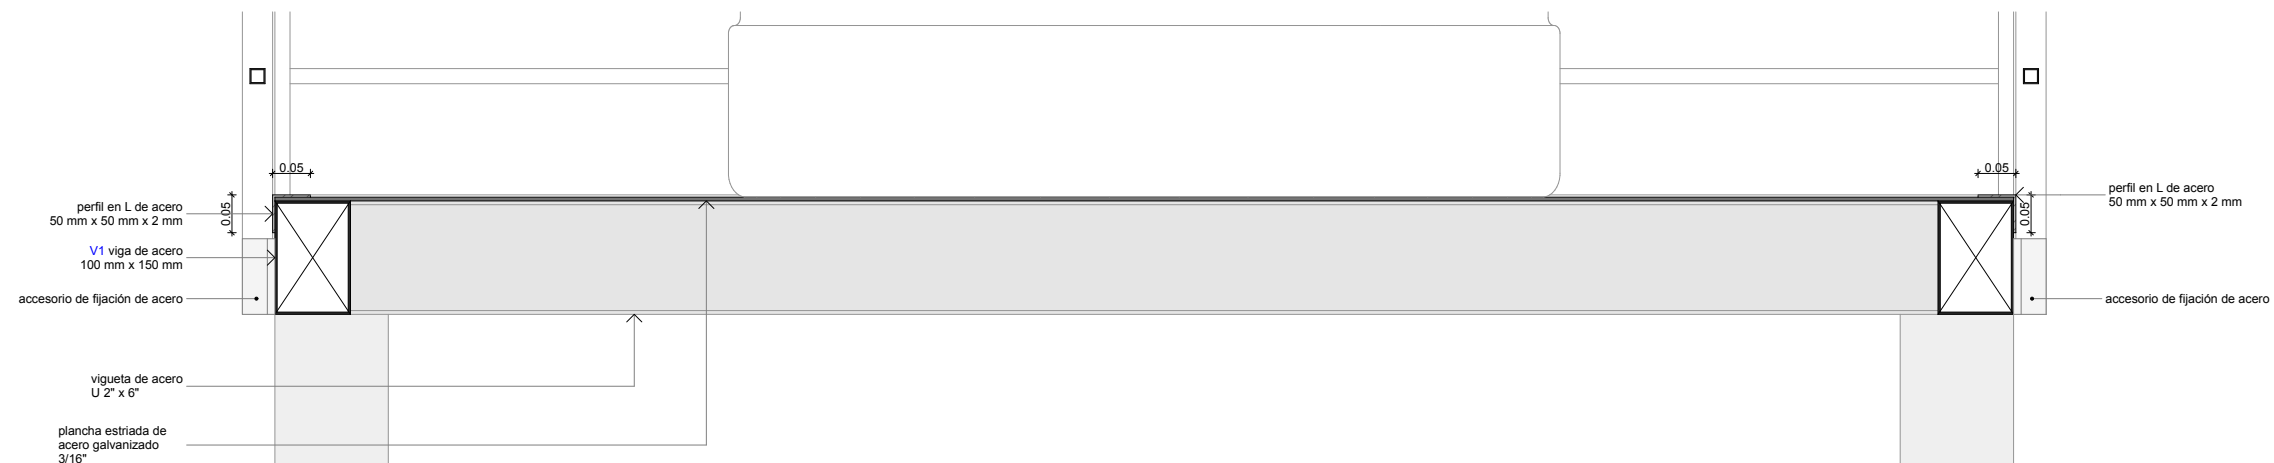 0.05
0.05
perfil en L de acero
50 mm x 50 mm x 2 mm
0.05
V1 viga de acero
100 mm x 150 mm
accesorio de fijación de acero
vigueta de acero
U 2" x 6"
plancha estriada de
acero galvanizado
3/16"
perfil en L de acero
50 mm x 50 mm x 2 mm
0.05
accesorio de fijación de acero